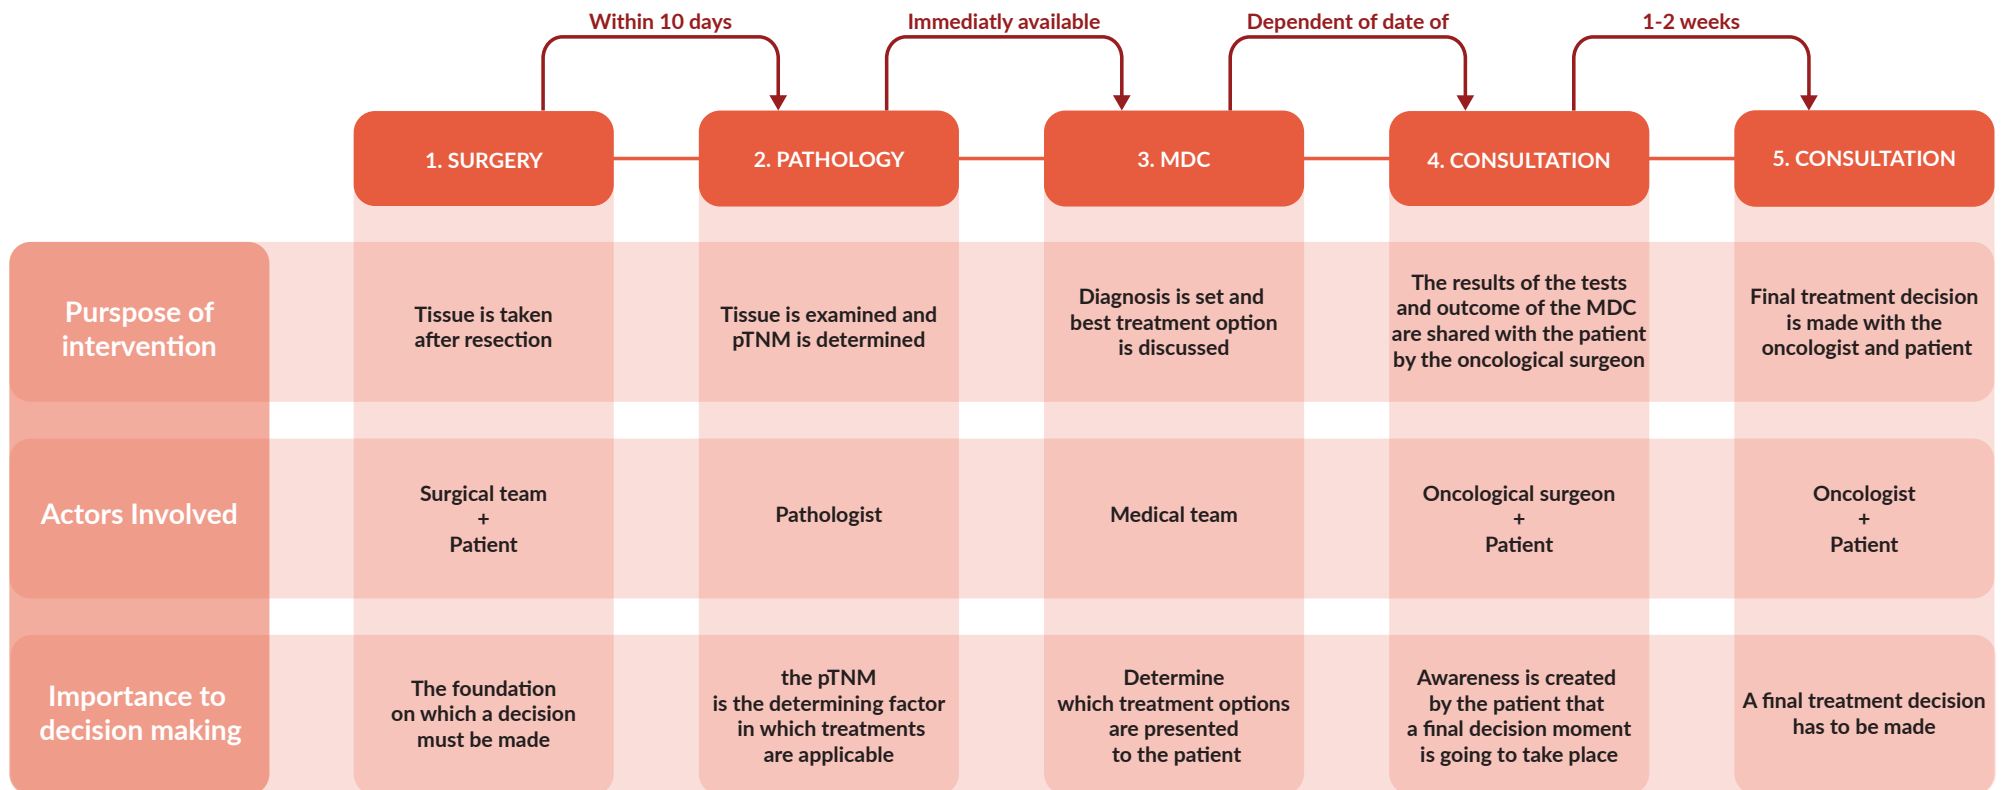 Within 10 days
Immediatly available
Dependent of date of
1-2 weeks
1. SURGERY
2. PATHOLOGY
3. MDC
4. CONSULTATION
5. CONSULTATION
Purspose of
intervention
Tissue is taken
after resection
Tissue is examined and
pTNM is determined
Diagnosis is set and
best treatment option
is discussed
The results of the tests
and outcome of the MDC
are shared with the patient
by the oncological surgeon
Final treatment decision
is made with the
oncologist and patient
Actors Involved
Surgical team
+
Patient
Pathologist
Medical team
Oncological surgeon
+
Patient
Oncologist
+
Patient
Importance to
decision making
The foundation
on which a decision
must be made
the pTNM
is the determining factor
in which treatments
are applicable
Determine
which treatment options
are presented
to the patient
Awareness is created
by the patient that
a final decision moment
is going to take place
A final treatment decision
has to be made